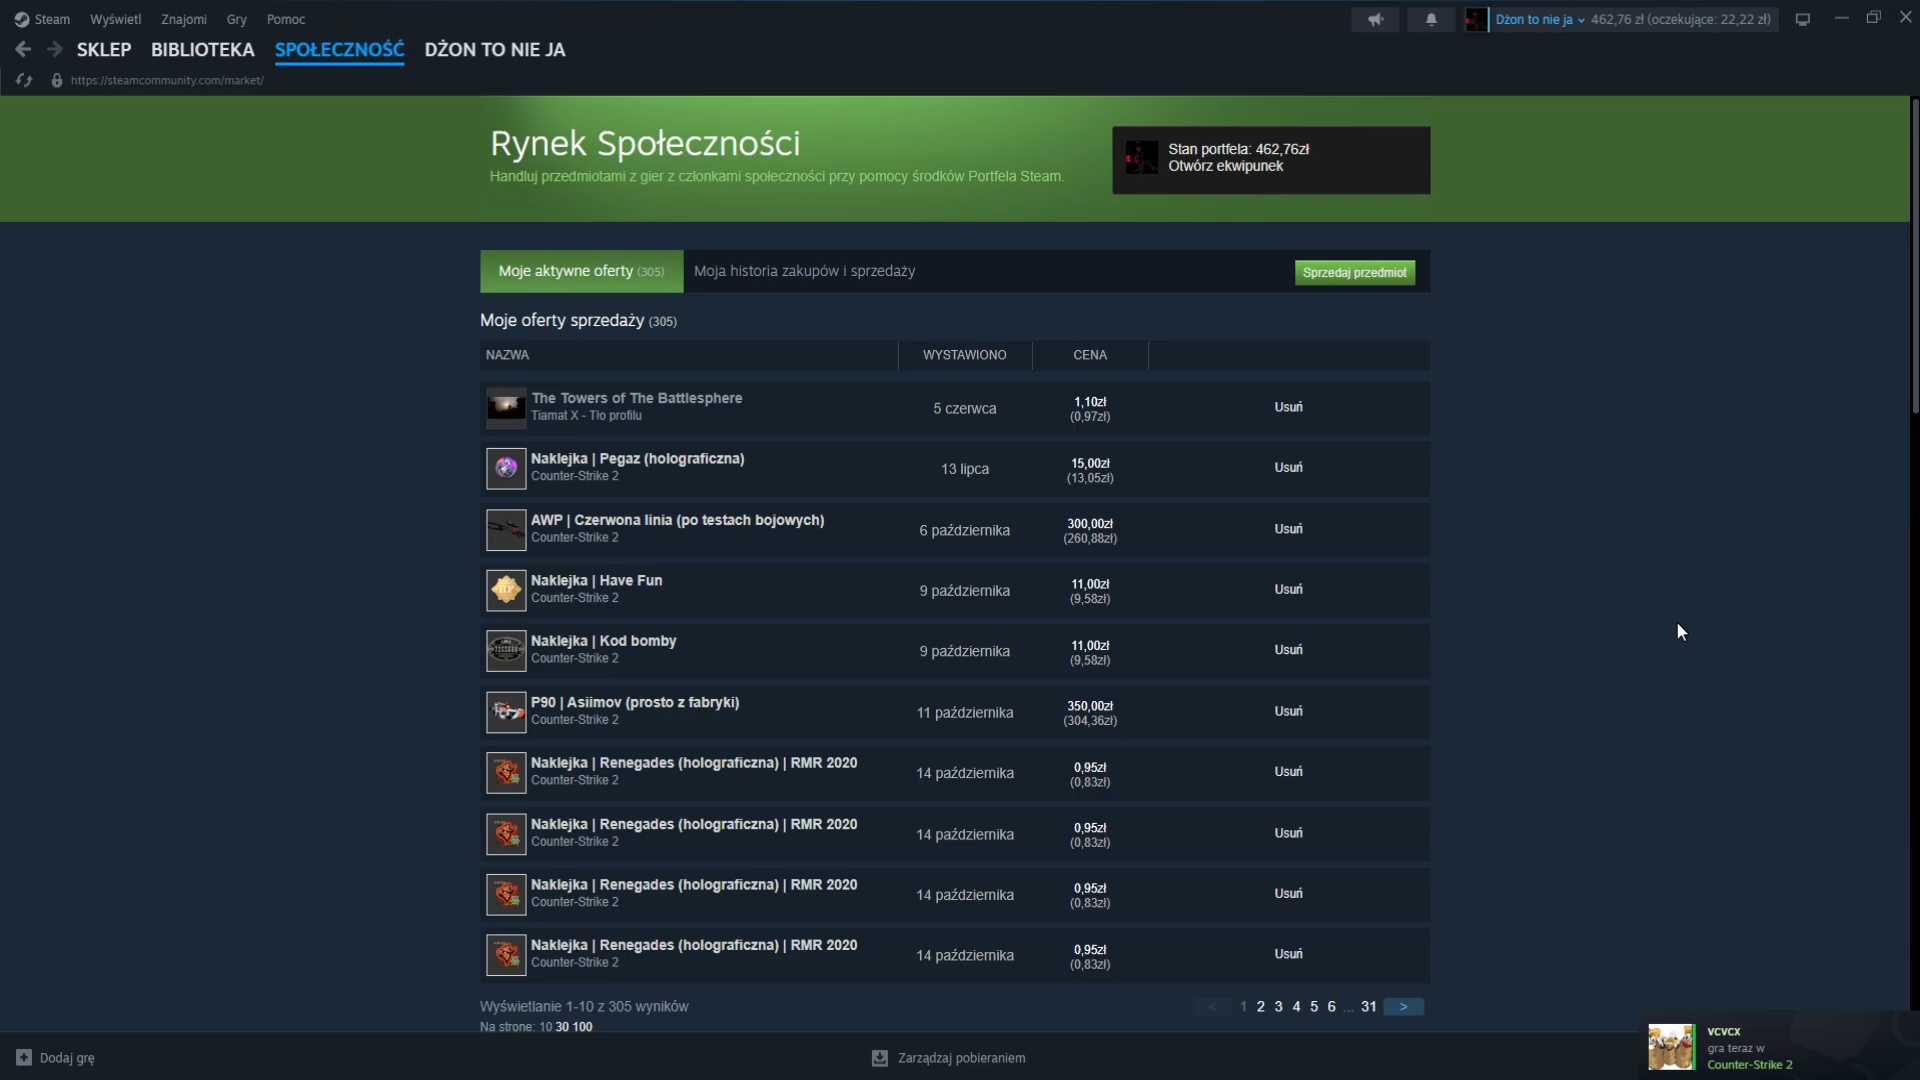 Steam Wyświetl Znajomi Gry Pomoc
Dżon to nie ja 462,76 zł (oczekujące: 22,22 zł)
SKLEP BIBLIOTEKA SPOŁECZNOŚĆ DŻON TO NIE JA
https://steamcommunity.com/market/
Rynek Społeczności
Handluj przedmiotami z gier z członkami społeczności przy pomocy środków Portfela Steam.
Stan portfela: 462,76zł
Otwórz ekwipunek
Moje aktywne oferty (305) Moja historia zakupów i sprzedaży Sprzedaj przedmiot
Moje oferty sprzedaży (305)
NAZWA WYSTAWIONO CENA
The Towers of The Battlesphere
Tiamat X - Tło profilu
5 czerwca
1,10zł
(0,97zł)
Usuń
Naklejka | Pegaz (holograficzna)
Counter-Strike 2
13 lipca
15,00zł
(13,05zł)
Usuń
AWP | Czerwona linia (po testach bojowych)
Counter-Strike 2
6 października
300,00zł
(260,88zł)
Usuń
Naklejka | Have Fun
Counter-Strike 2
9 października
11,00zł
(9,58zł)
Usuń
Naklejka | Kod bomby
Counter-Strike 2
9 października
11,00zł
(9,58zł)
Usuń
P90 | Asiimov (prosto z fabryki)
Counter-Strike 2
11 października
350,00zł
(304,36zł)
Usuń
Naklejka | Renegades (holograficzna) | RMR 2020
Counter-Strike 2
14 października
0,95zł
(0,83zł)
Usuń
Naklejka | Renegades (holograficzna) | RMR 2020
Counter-Strike 2
14 października
0,95zł
(0,83zł)
Usuń
Naklejka | Renegades (holograficzna) | RMR 2020
Counter-Strike 2
14 października
0,95zł
(0,83zł)
Usuń
Naklejka | Renegades (holograficzna) | RMR 2020
Counter-Strike 2
14 października
0,95zł
(0,83zł)
Usuń
Wyświetlanie 1-10 z 305 wyników
< 1 2 3 4 5 6 ... 31 >
Na stronę: 10 30 100
Dodaj grę
Zarządzaj pobieraniem
vcvcx
gra teraz w
Counter-Strike 2